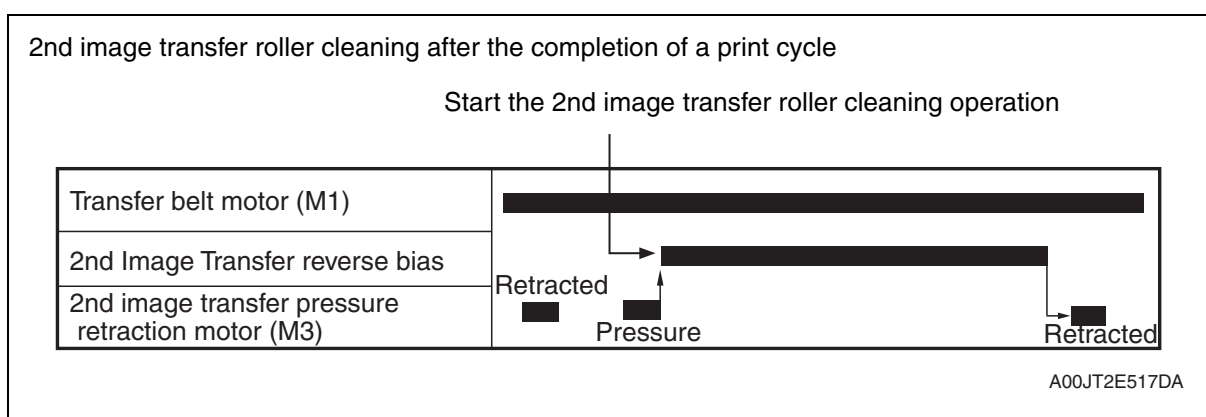 2nd image transfer roller cleaning after the completion of a print cycle
Start the 2nd image transfer roller cleaning operation
Transfer belt motor (M1)
2nd Image Transfer reverse bias
2nd image transfer pressure
retraction motor (M3)
Retracted
Pressure
Retracted
A00JT2E517DA